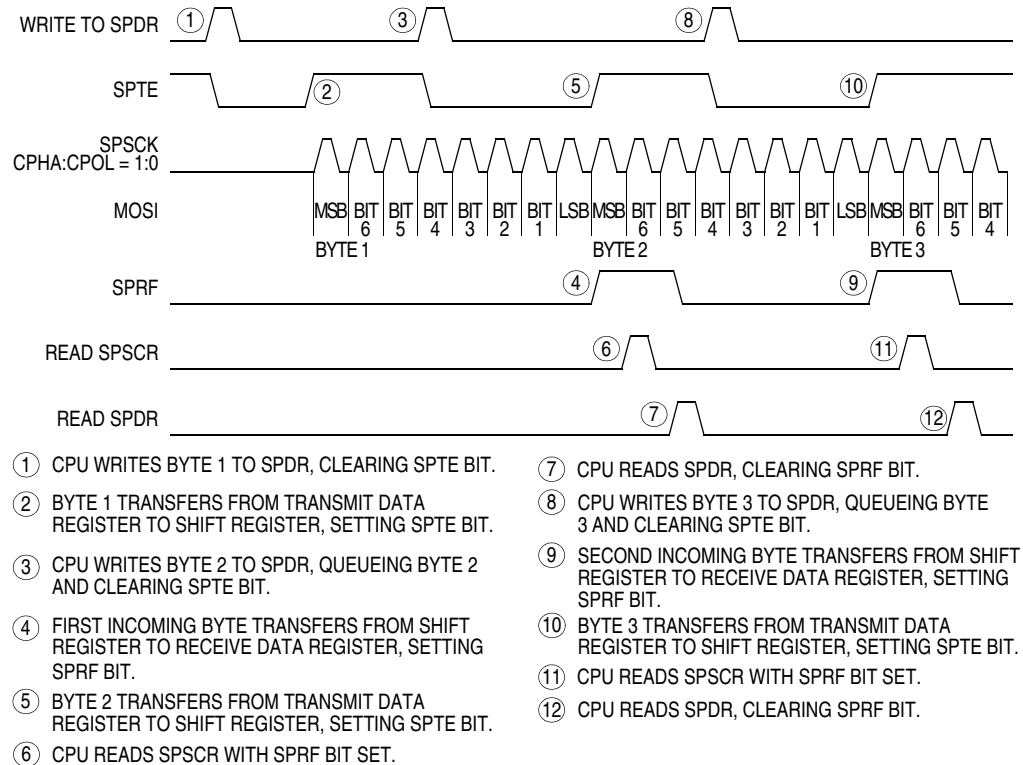 WRITE TO SPDR
1
3
8
SPTE
2
5
10
SPSCK
CPHA:CPOL = 1:0
MOSI
MSB BIT 6 BIT 5 BIT 4 BIT 3 BIT 2 BIT 1 LSB MSB BIT 6 BIT 5 BIT 4 BIT 3 BIT 2 BIT 1 LSB MSB BIT 6 BIT 5 BIT 4
BYTE 1 BYTE 2 BYTE 3
SPRF
4
9
READ SPSCR
6
11
READ SPDR
7
12
1 CPU WRITES BYTE 1 TO SPDR, CLEARING SPTE BIT.
2 BYTE 1 TRANSFERS FROM TRANSMIT DATA
REGISTER TO SHIFT REGISTER, SETTING SPTE BIT.
3 CPU WRITES BYTE 2 TO SPDR, QUEUEING BYTE 2
AND CLEARING SPTE BIT.
4 FIRST INCOMING BYTE TRANSFERS FROM SHIFT
REGISTER TO RECEIVE DATA REGISTER, SETTING
SPRF BIT.
5 BYTE 2 TRANSFERS FROM TRANSMIT DATA
REGISTER TO SHIFT REGISTER, SETTING SPTE BIT.
6 CPU READS SPSCR WITH SPRF BIT SET.
7 CPU READS SPDR, CLEARING SPRF BIT.
8 CPU WRITES BYTE 3 TO SPDR, QUEUEING BYTE
3 AND CLEARING SPTE BIT.
9 SECOND INCOMING BYTE TRANSFERS FROM SHIFT
REGISTER TO RECEIVE DATA REGISTER, SETTING
SPRF BIT.
10 BYTE 3 TRANSFERS FROM TRANSMIT DATA
REGISTER TO SHIFT REGISTER, SETTING SPTE BIT.
11 CPU READS SPSCR WITH SPRF BIT SET.
12 CPU READS SPDR, CLEARING SPRF BIT.